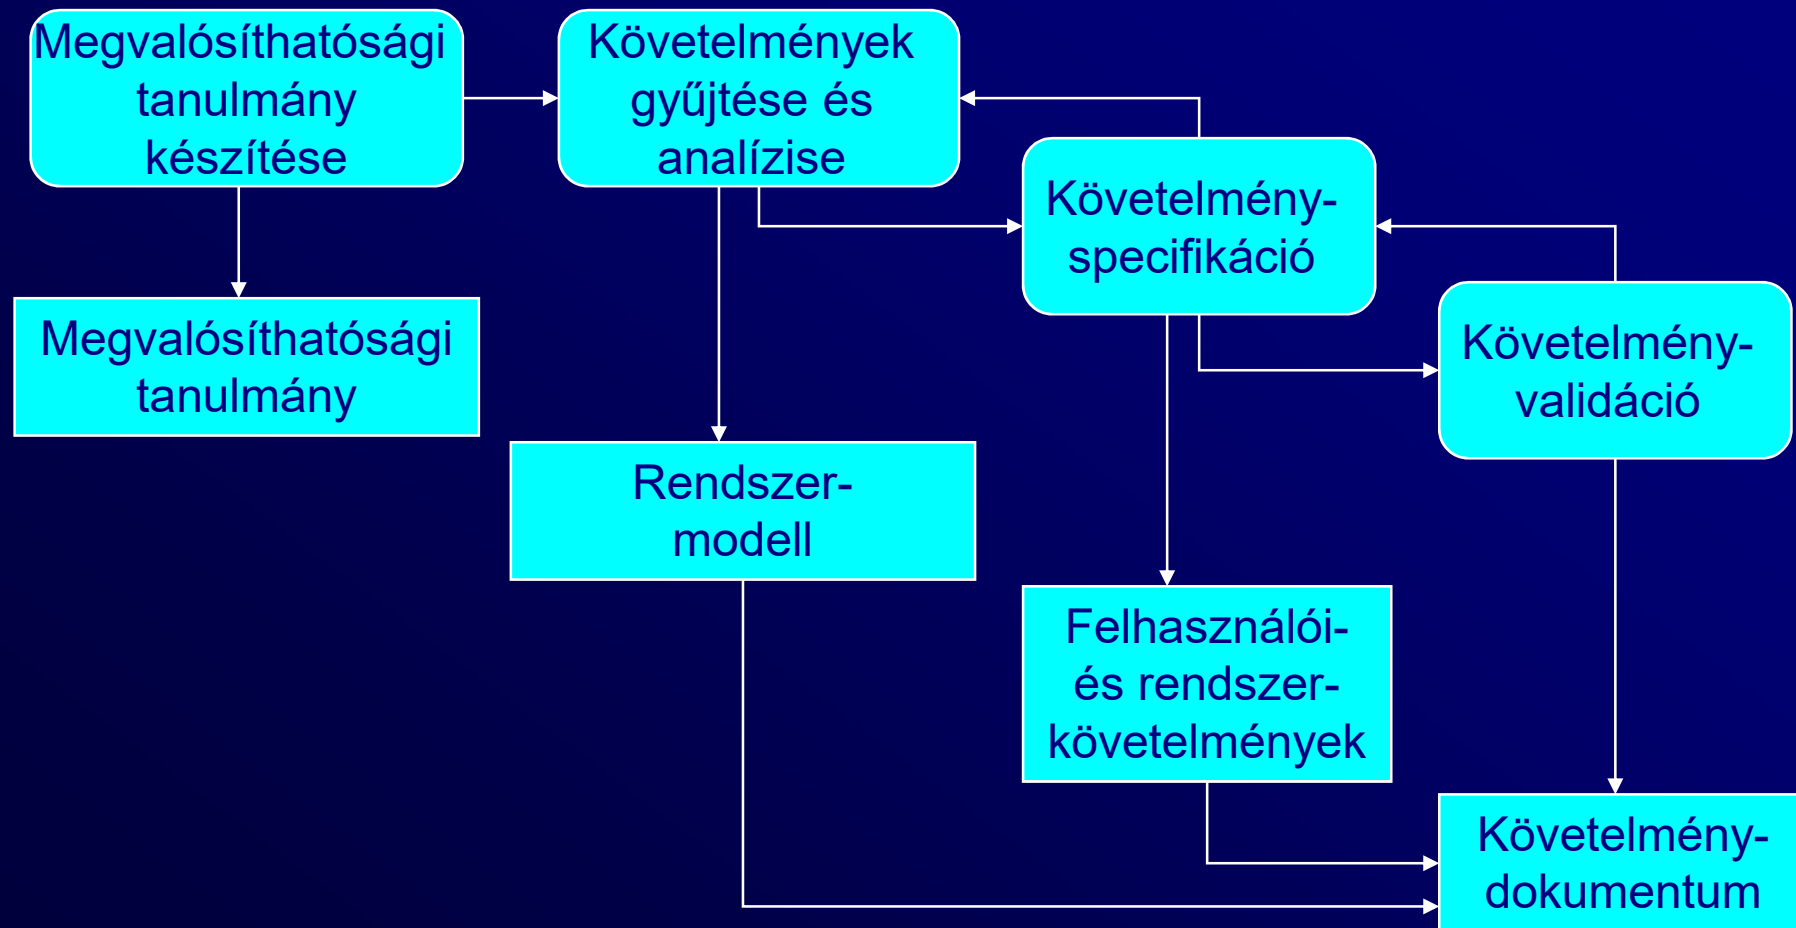 Megvalósíthatósági
tanulmány
készítése
Követelmények
gyűjtése és
analízise
Követelmény-
specifikáció
Követelmény-
validáció
Megvalósíthatósági
tanulmány
Rendszer-
modell
Felhasználói-
és rendszer-
követelmények
Követelmény-
dokumentum